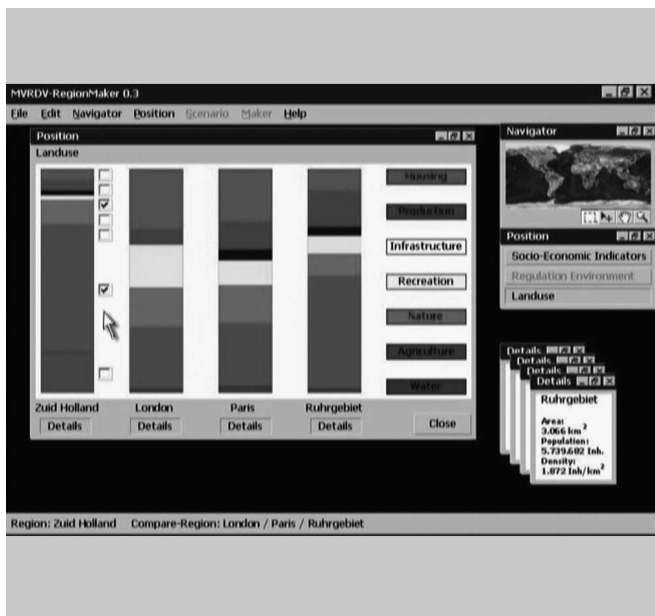 MVRDV-RegionMaker 0.3
File Edit Navigator Position Scenario Maker Help
Position
Landuse
Housing
Production
Infrastructure
Recreation
Nature
Agriculture
Water
Zuid Holland London Paris Ruhrgebiet
Details Details Details Details Close
Navigator
Position
Socio-Economic Indicators
Regulation Environment
Landuse
Details
Details
Details
Details
Ruhrgebiet
Area:
3.066 km²
Population:
5.739.602 Inh.
Density:
1.872 Inh/km²
Region: Zuid Holland Compare-Region: London / Paris / Ruhrgebiet